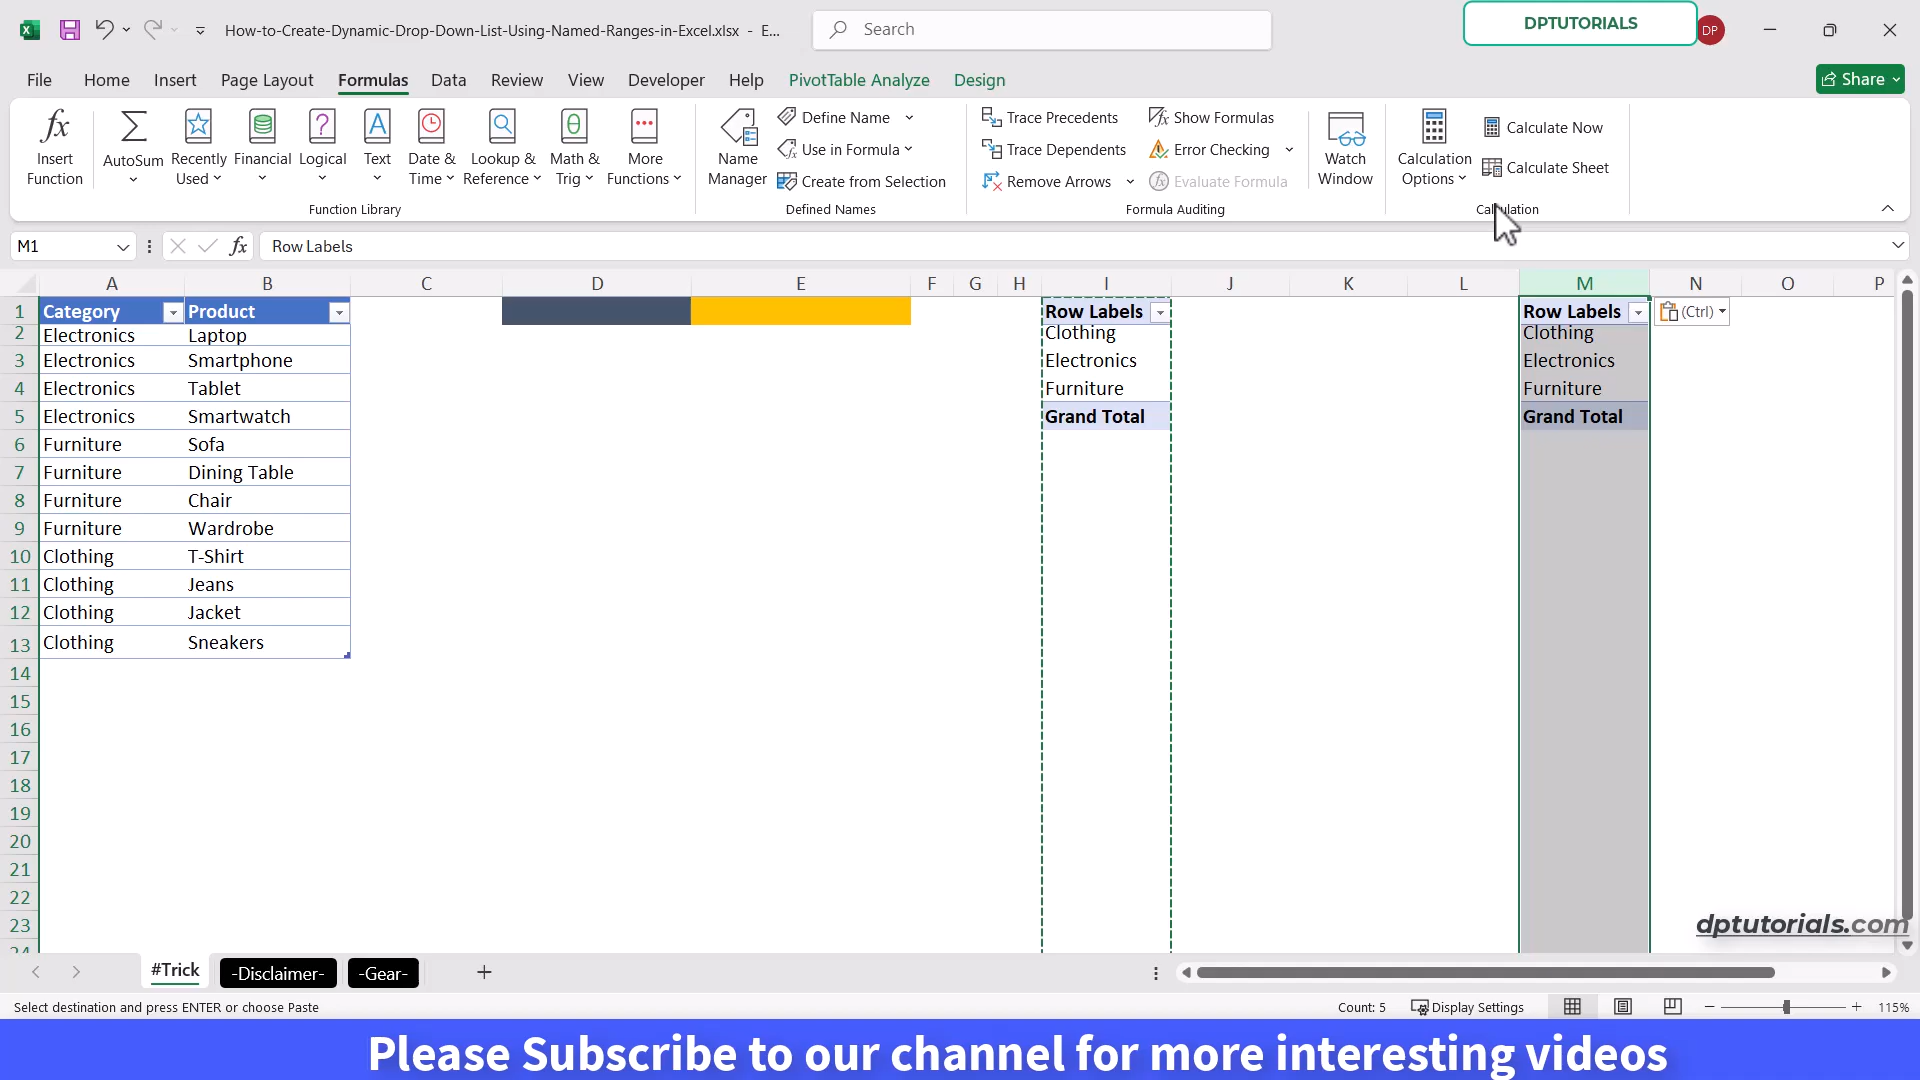 How-to-Create-Dynamic-Drop-Down-List-Using-Named-Ranges-in-Excel.xlsx - E...
Search
DPTUTORIALS
DP
File Home Insert Page Layout Formulas Data Review View Developer Help PivotTable Analyze Design
Share
Insert Function
AutoSum
Recently Used
Financial
Logical
Text
Date & Time
Lookup & Reference
Math & Trig
More Functions
Function Library
Name Manager
Define Name
Use in Formula
Create from Selection
Defined Names
Trace Precedents
Trace Dependents
Remove Arrows
Show Formulas
Error Checking
Evaluate Formula
Formula Auditing
Watch Window
Calculation Options
Calculate Now
Calculate Sheet
Calculation
M1
fx
Row Labels
A B C D E F G H I J K L M N O P
1 Category Product Row Labels Row Labels (Ctrl)
2 Electronics Laptop Clothing Clothing
3 Electronics Smartphone Electronics Electronics
4 Electronics Tablet Furniture Furniture
5 Electronics Smartwatch Grand Total Grand Total
6 Furniture Sofa
7 Furniture Dining Table
8 Furniture Chair
9 Furniture Wardrobe
10 Clothing T-Shirt
11 Clothing Jeans
12 Clothing Jacket
13 Clothing Sneakers
14
15
16
17
18
19
20
21
22
23
24
dptutorials.com
#Trick -Disclaimer- -Gear-
Select destination and press ENTER or choose Paste
Count: 5
Display Settings
115%
Please Subscribe to our channel for more interesting videos